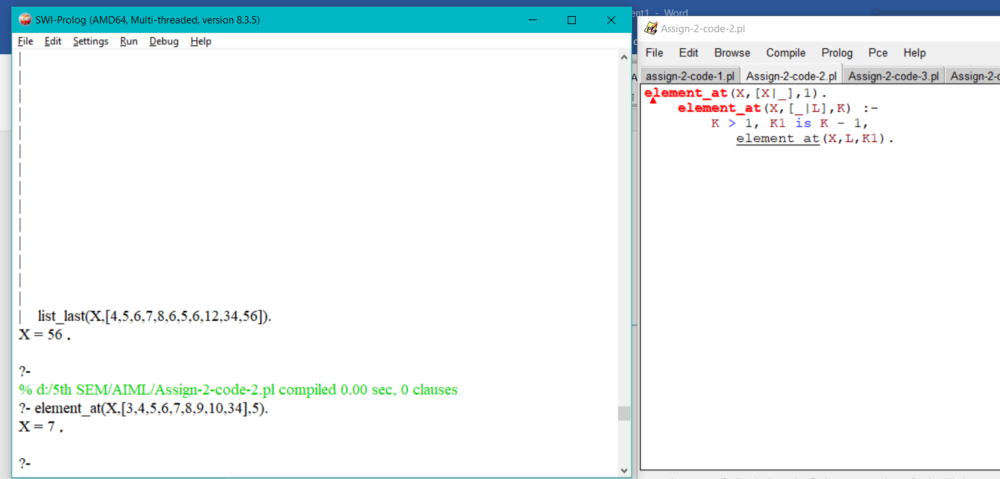 SWI-Prolog (AMD64, Multi-threaded, version 8.3.5)
File Edit Settings Run Debug Help
|
|
|
|
|
|
|
|
|
|
|
|
|
|
| list_last(X,[4,5,6,7,8,6,5,6,12,34,56]).
X = 56 .
?-
% d:/5th SEM/AIML/Assign-2-code-2.pl compiled 0.00 sec, 0 clauses
?- element_at(X,[3,4,5,6,7,8,9,10,34],5).
X = 7 .
?-
ent1 - Word
Assign-2-code-2.pl
File Edit Browse Compile Prolog Pce Help
assign-2-code-1.pl Assign-2-code-2.pl Assign-2-code-3.pl Assign-2-c
element_at(X,[X|_],1).
element_at(X,[_|L],K) :-
K > 1, K1 is K - 1,
element_at(X,L,K1).